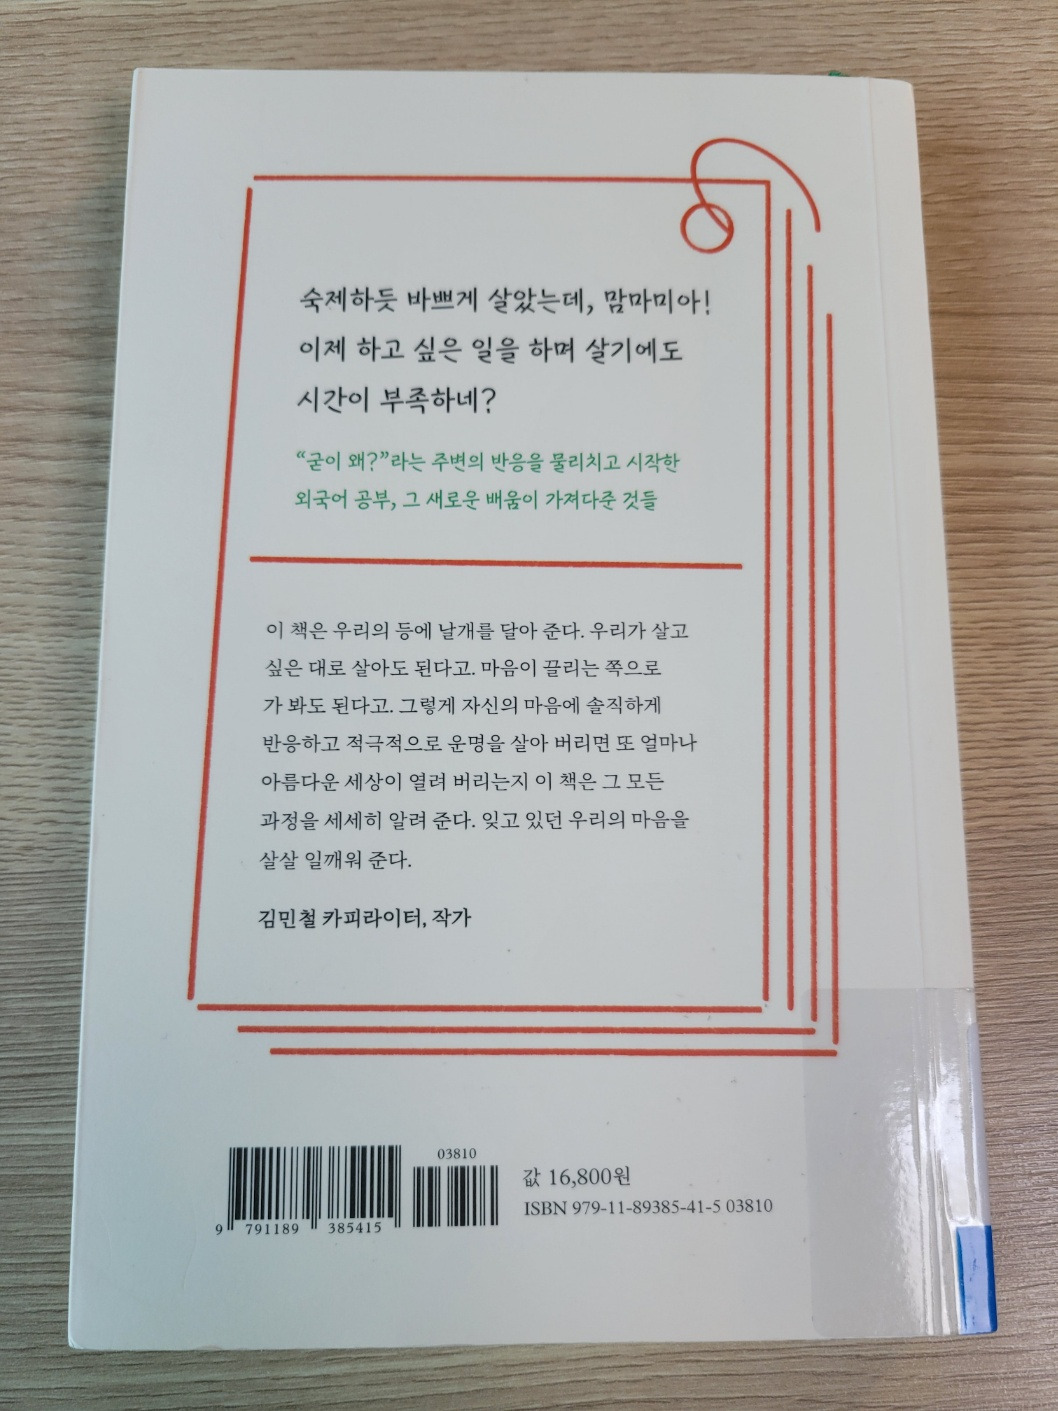 숙제하듯 바쁘게 살았는데, 맘마미아!
이제 하고 싶은 일을 하며 살기에도
시간이 부족하네?
“굳이 왜?”라는 주변의 반응을 물리치고 시작한
외국어 공부, 그 새로운 배움이 가져다준 것들
이 책은 우리의 등에 날개를 달아 준다. 우리가 살고
싶은 대로 살아도 된다고. 마음이 끌리는 쪽으로
가 봐도 된다고. 그렇게 자신의 마음에 솔직하게
반응하고 적극적으로 운명을 살아 버리면 또 얼마나
아름다운 세상이 열려 버리는지 이 책은 그 모든
과정을 세세히 알려 준다. 잊고 있던 우리의 마음을
살살 일깨워 준다.
김민철 카피라이터, 작가
03810
9 791189 385415
값 16,800원
ISBN 979-11-89385-41-5 03810